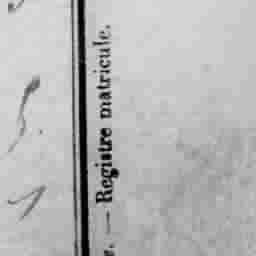 — Registre matricule.